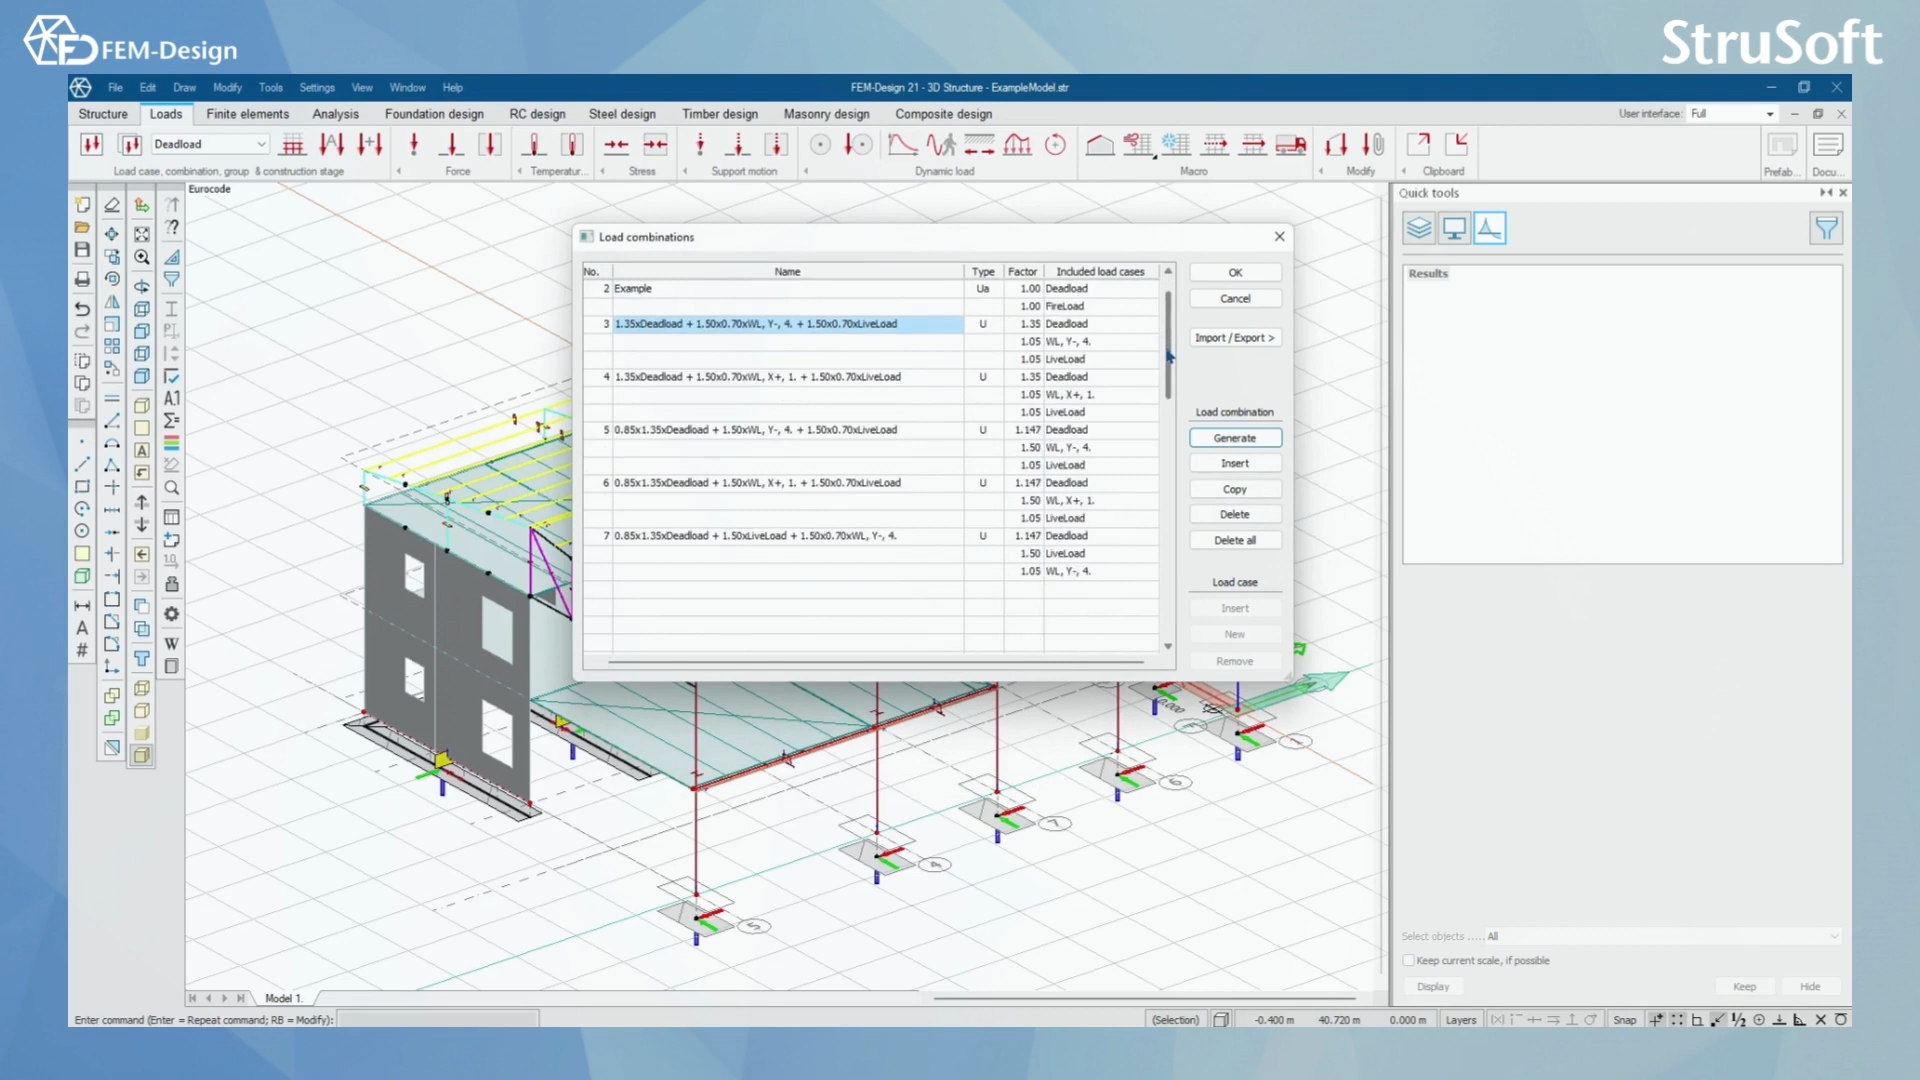 FEM-Design
StruSoft
File Edit Draw Modify Tools Settings View Window Help
FEM-Design 21 - 3D Structure - ExampleModel.str
Structure Loads Finite elements Analysis Foundation design RC design Steel design Timber design Masonry design Composite design
User interface: Full
Deadload
Load case, combination, group & construction stage
Force
Temperatur...
Stress
Support motion
Dynamic load
Macro
Modify
Clipboard
Prefab...
Docu...
Eurocode
Quick tools
Results
Load combinations
No. Name Type Factor Included load cases
2 Example Ua 1.00 Deadload
1.00 FireLoad
3 1.35xDeadload + 1.50x0.70xWL, Y-, 4. + 1.50x0.70xLiveLoad U 1.35 Deadload
1.05 WL, Y-, 4.
1.05 LiveLoad
4 1.35xDeadload + 1.50x0.70xWL, X+, 1. + 1.50x0.70xLiveLoad U 1.35 Deadload
1.05 WL, X+, 1.
1.05 LiveLoad
5 0.85x1.35xDeadload + 1.50xWL, Y-, 4. + 1.50x0.70xLiveLoad U 1.147 Deadload
1.50 WL, Y-, 4.
1.05 LiveLoad
6 0.85x1.35xDeadload + 1.50xWL, X+, 1. + 1.50x0.70xLiveLoad U 1.147 Deadload
1.50 WL, X+, 1.
1.05 LiveLoad
7 0.85x1.35xDeadload + 1.50xLiveLoad + 1.50x0.70xWL, Y-, 4. U 1.147 Deadload
1.50 LiveLoad
1.05 WL, Y-, 4.
OK
Cancel
Import / Export >
Load combination
Generate
Insert
Copy
Delete
Delete all
Load case
Insert
New
Remove
Select objects ..... All
Keep current scale, if possible
Display Keep Hide
Model 1.
Enter command (Enter = Repeat command; RB = Modify):
(Selection) -0.400 m 40.720 m 0.000 m Layers Snap 1/2